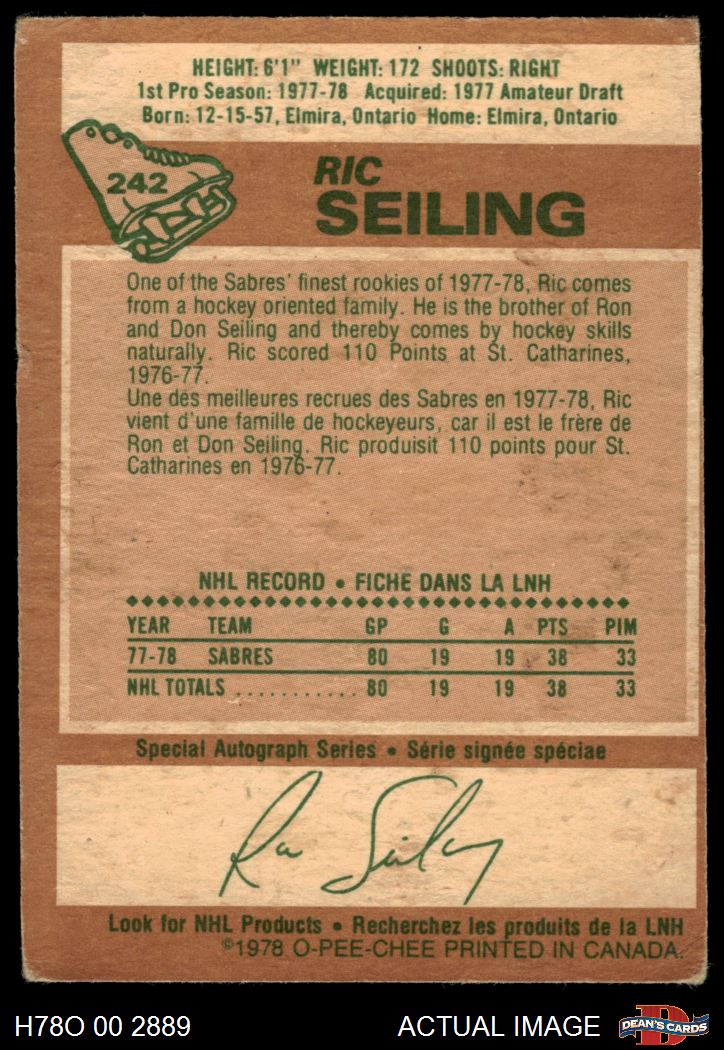 HEIGHT: 6'1" WEIGHT: 172 SHOOTS: RIGHT
1st Pro Season: 1977-78 Acquired: 1977 Amateur Draft
Born: 12-15-57, Elmira, Ontario Home: Elmira, Ontario
242
RIC
SEILING
One of the Sabres' finest rookies of 1977-78, Ric comes
from a hockey oriented family. He is the brother of Ron
and Don Seiling and thereby comes by hockey skills
naturally. Ric scored 110 Points at St. Catharines,
1976-77.
Une des meilleures recrues des Sabres en 1977-78, Ric
vient d'une famille de hockeyeurs, car il est le frère de
Ron et Don Seiling. Ric produisit 110 points pour St.
Catharines en 1976-77.
NHL RECORD • FICHE DANS LA LNH
YEAR TEAM GP G A PTS PIM
77-78 SABRES 80 19 19 38 33
NHL TOTALS ........... 80 19 19 38 33
Special Autograph Series • Série signée spéciae
Ric Seiling
Look for NHL Products • Recherchez les produits de la LNH
©1978 O-PEE-CHEE PRINTED IN CANADA.
H78O 00 2889 ACTUAL IMAGE D DEAN'S CARDS